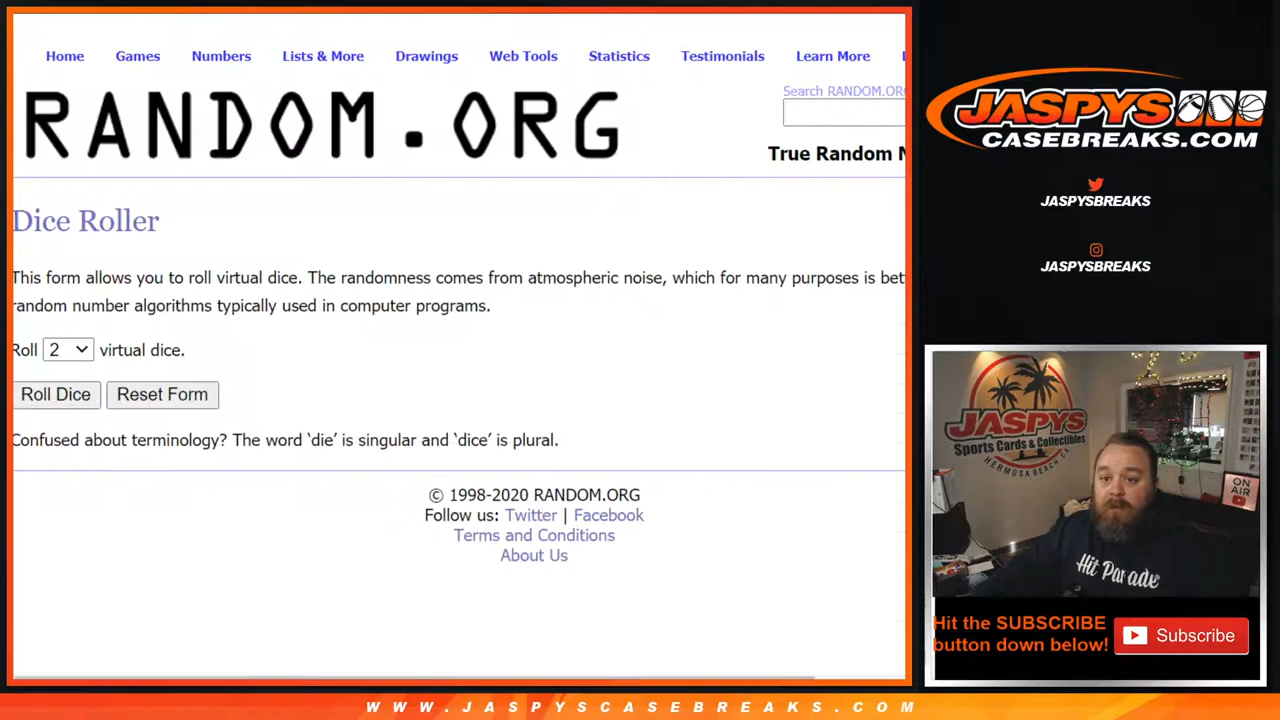 Home Games Numbers Lists & More Drawings Web Tools Statistics Testimonials Learn More
RANDOM.ORG
Search RANDOM.ORG
True Random N
Dice Roller
This form allows you to roll virtual dice. The randomness comes from atmospheric noise, which for many purposes is bet
random number algorithms typically used in computer programs.
Roll 2 virtual dice.
Roll Dice Reset Form
Confused about terminology? The word ‘die’ is singular and ‘dice’ is plural.
© 1998-2020 RANDOM.ORG
Follow us: Twitter | Facebook
Terms and Conditions
About Us
JASPYS
CASEBREAKS.COM
JASPYSBREAKS
JASPYSBREAKS
JASPYS
Sports Cards & Collectibles
HERMOSA BEACH, CA
ON
AIR
Hit Parade
Hit the SUBSCRIBE
button down below!
Subscribe
WWW.JASPYSCASEBREAKS.COM